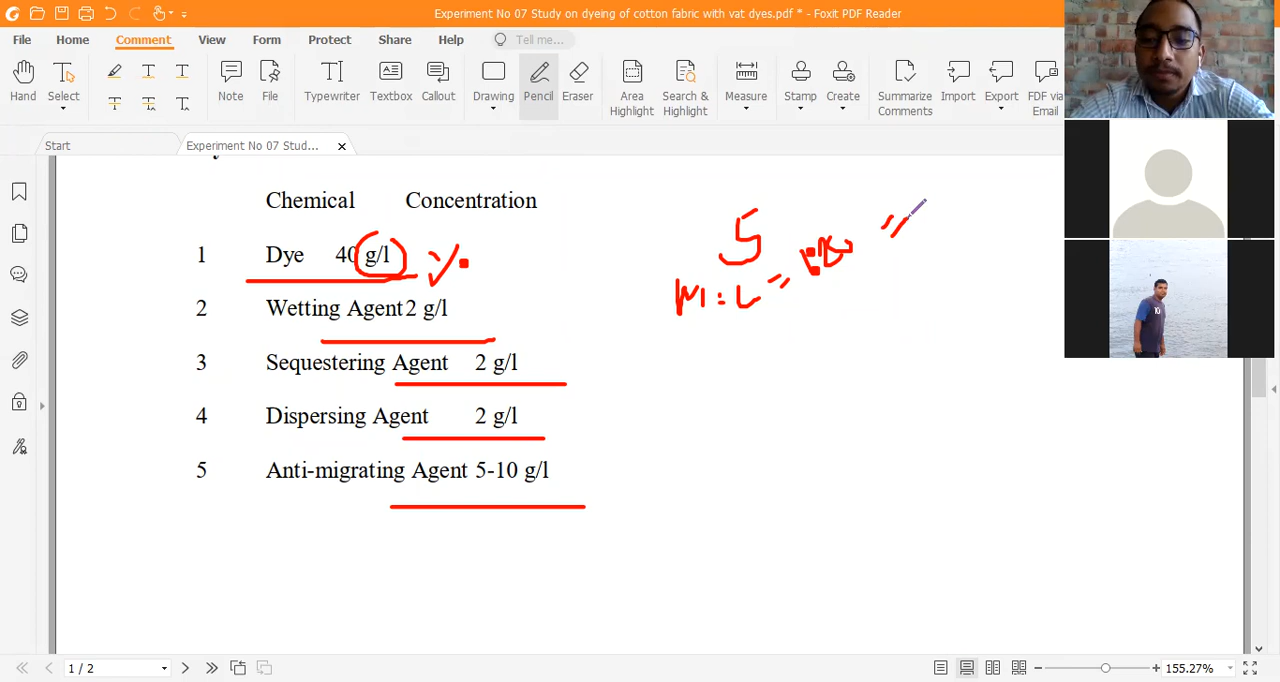 Experiment No 07 Study on dyeing of cotton fabric with vat dyes.pdf * - Foxit PDF Reader
File Home Comment View Form Protect Share Help Tell me...
Hand Select Note File Typewriter Textbox Callout Drawing Pencil Eraser Area Highlight Search & Highlight Measure Stamp Create Summarize Comments Import Export FDF via Email
Start Experiment No 07 Stud...
Chemical Concentration
1 Dye 40 g/l %
2 Wetting Agent 2 g/l
3 Sequestering Agent 2 g/l
4 Dispersing Agent 2 g/l
5 Anti-migrating Agent 5-10 g/l
5
M:L =
=
10
1 / 2
155.27%